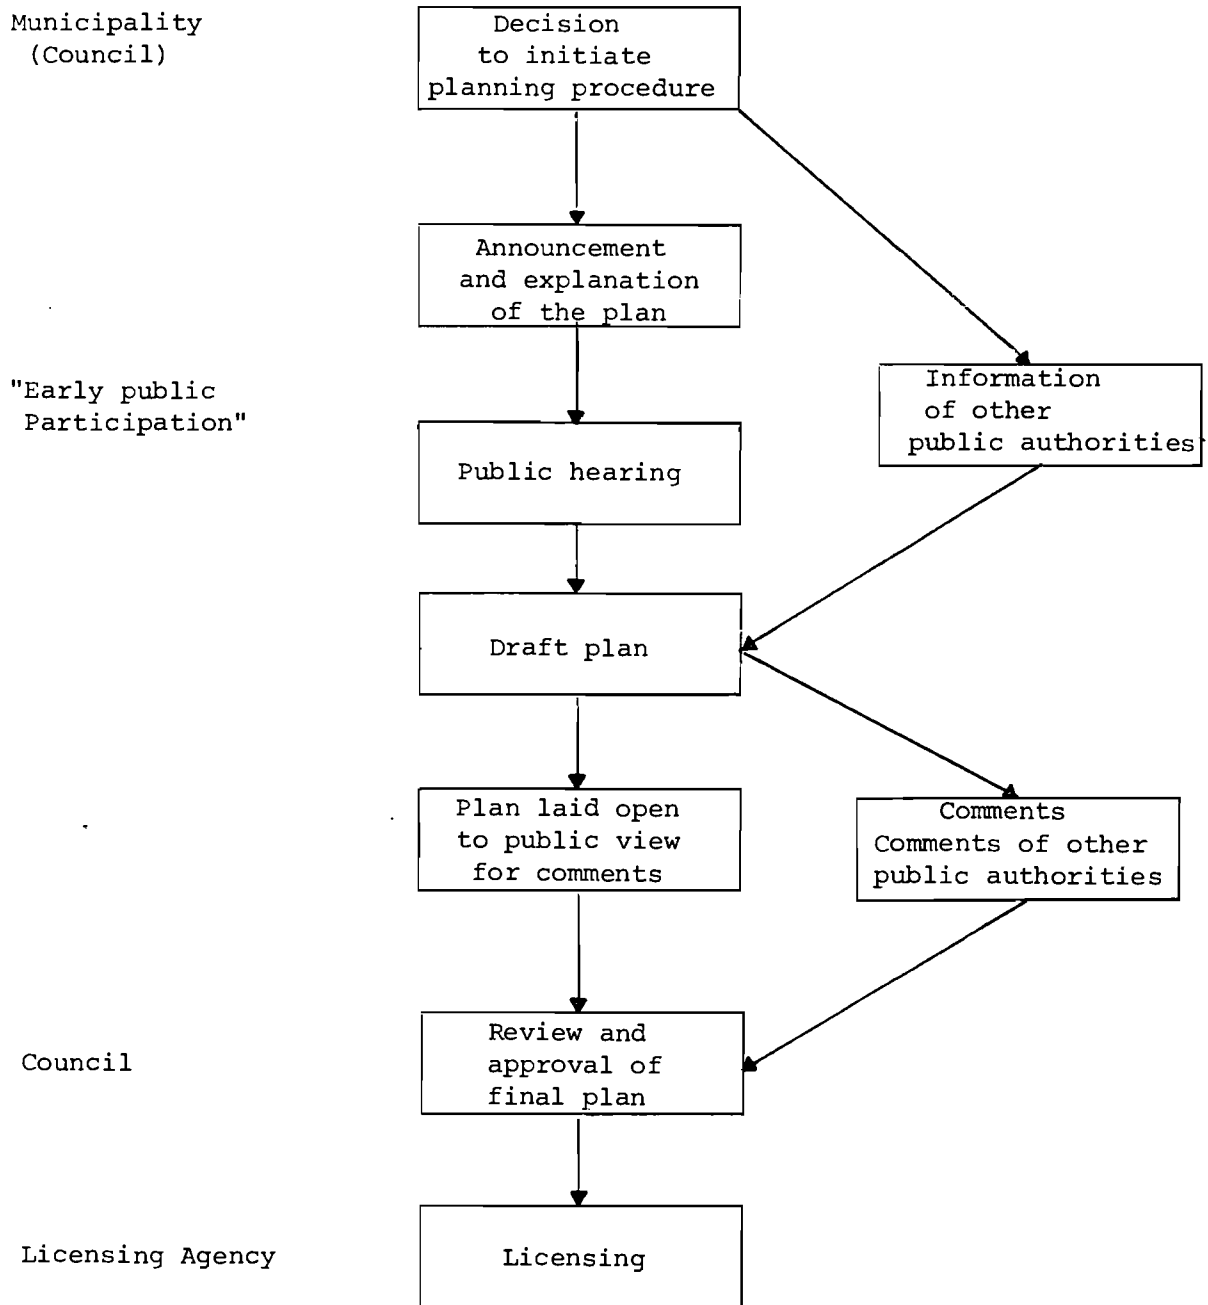 Municipality
(Council)
Decision
to initiate
planning procedure
Announcement
and explanation
of the plan
"Early public
Participation"
Information
of other
public authorities
Public hearing
Draft plan
Plan laid open
to public view
for comments
Comments
Comments of other
public authorities
Council
Review and
approval of
final plan
Licensing Agency
Licensing